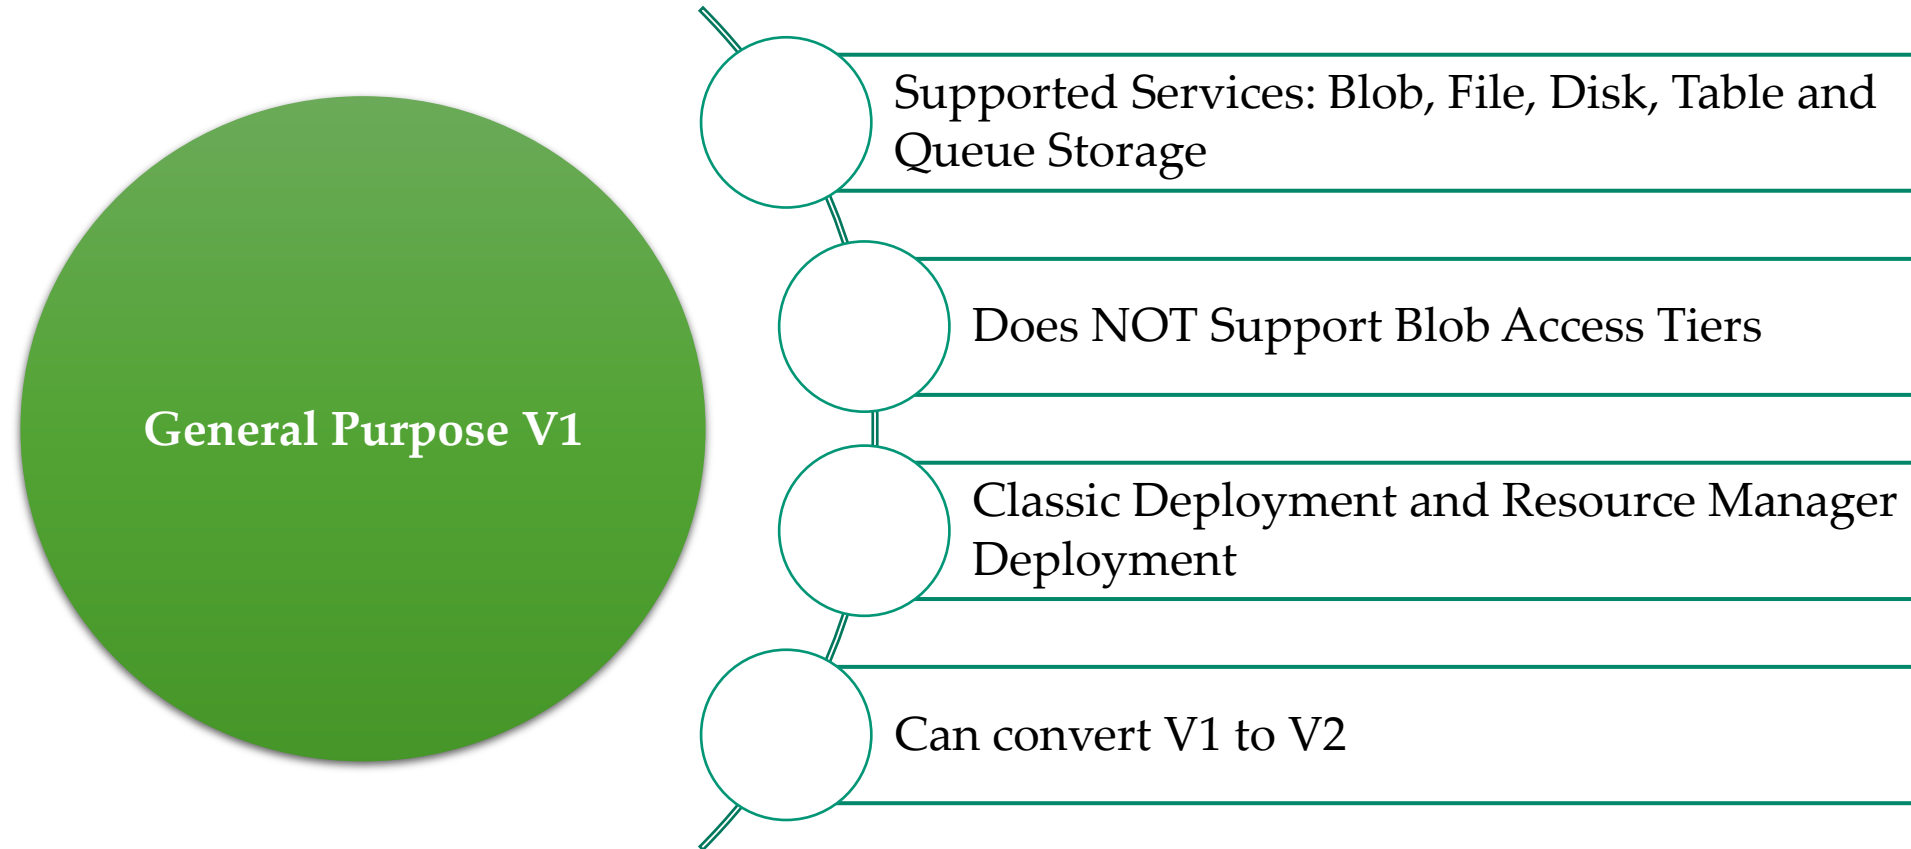 General Purpose V1
Supported Services: Blob, File, Disk, Table and
Queue Storage
Does NOT Support Blob Access Tiers
Classic Deployment and Resource Manager
Deployment
Can convert V1 to V2